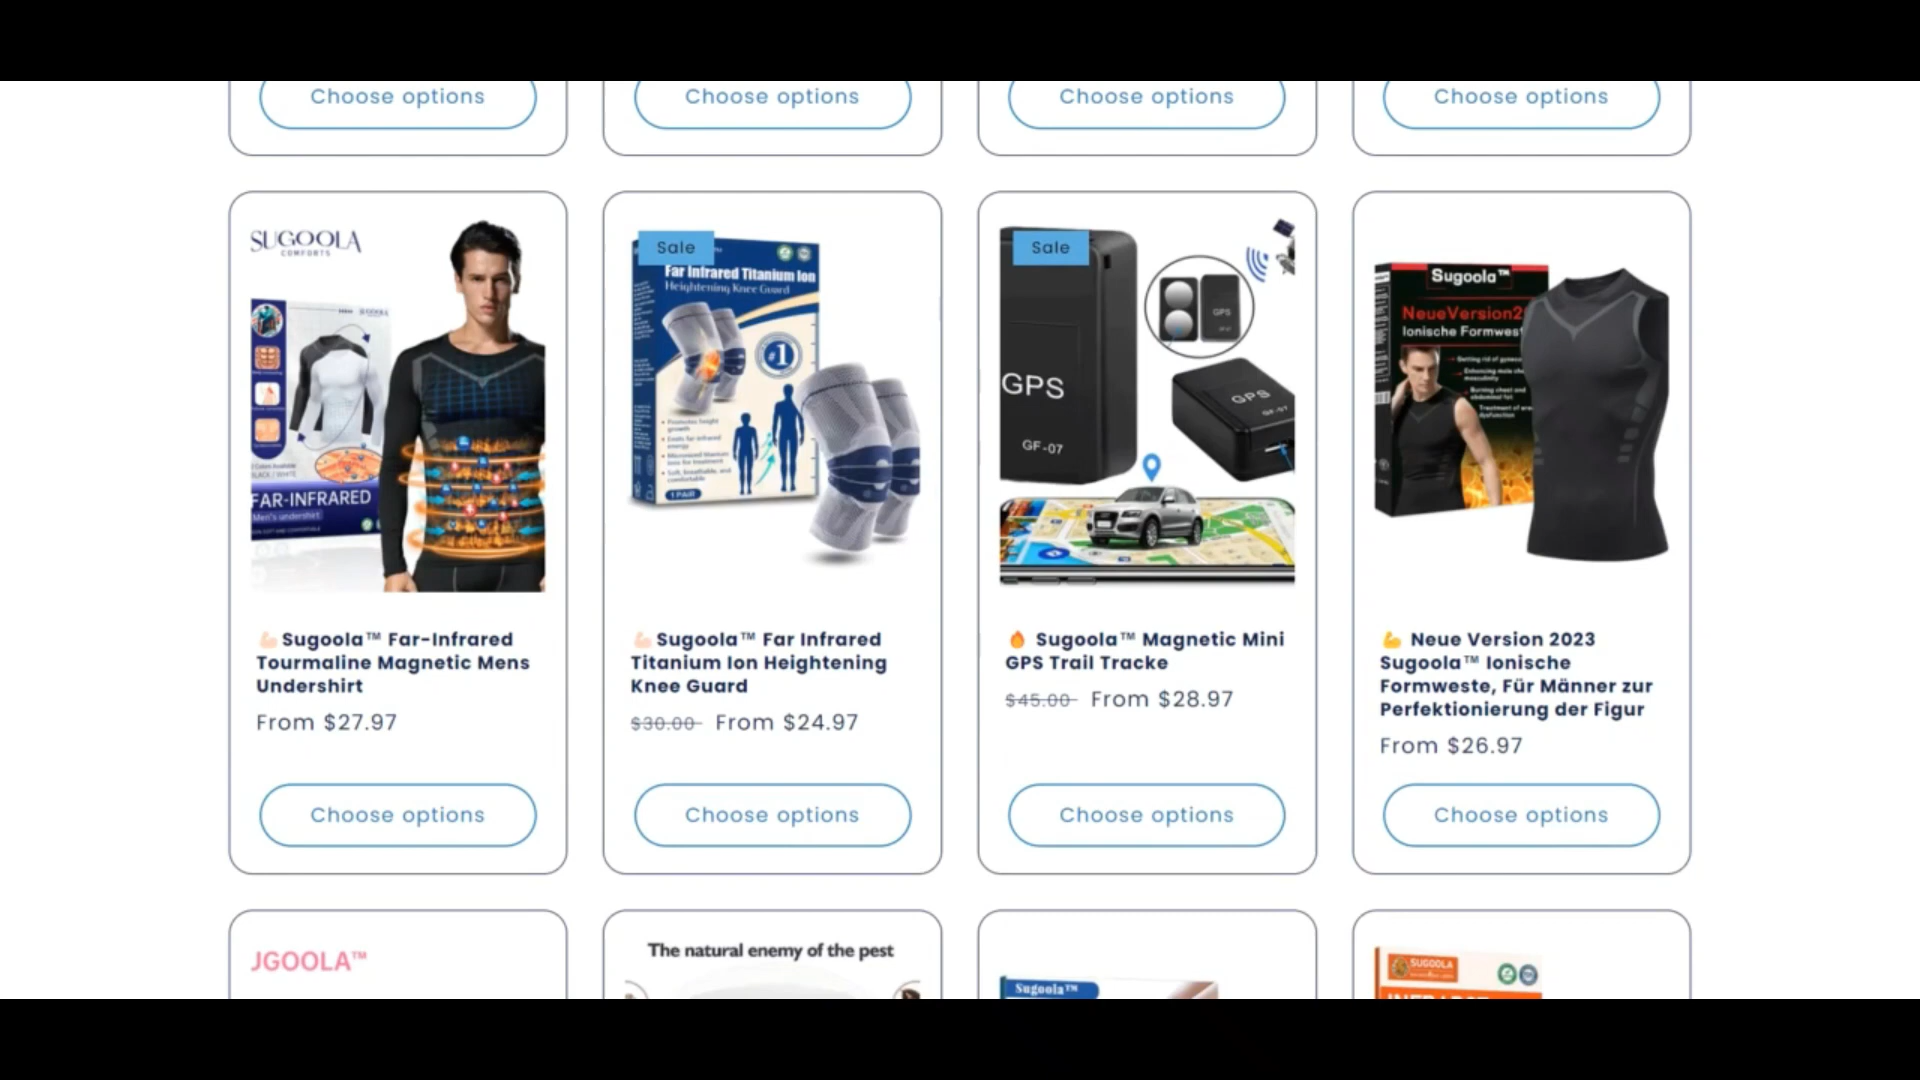 Choose options
Choose options
Choose options
Choose options
SUGOOLA
COMFORTS
FAR-INFRARED
Men's undershirt
💪🏻Sugoola™ Far-Infrared
Tourmaline Magnetic Mens
Undershirt
From $27.97
Choose options
Sale
Far Infrared Titanium Ion
Heightening Knee Guard
#1
1 PAIR
💪🏻Sugoola™ Far Infrared
Titanium Ion Heightening
Knee Guard
$30.00 From $24.97
Choose options
Sale
GPS
GF-07
GPS
GPS
GF-07
🔥 Sugoola™ Magnetic Mini
GPS Trail Tracke
$45.00 From $28.97
Choose options
Sugoola™
NeueVersion2
Ionische Formwest
💪 Neue Version 2023
Sugoola™ Ionische
Formweste, Für Männer zur
Perfektionierung der Figur
From $26.97
Choose options
JGOOLA™
The natural enemy of the pest
Sugoola™
SUGOOLA